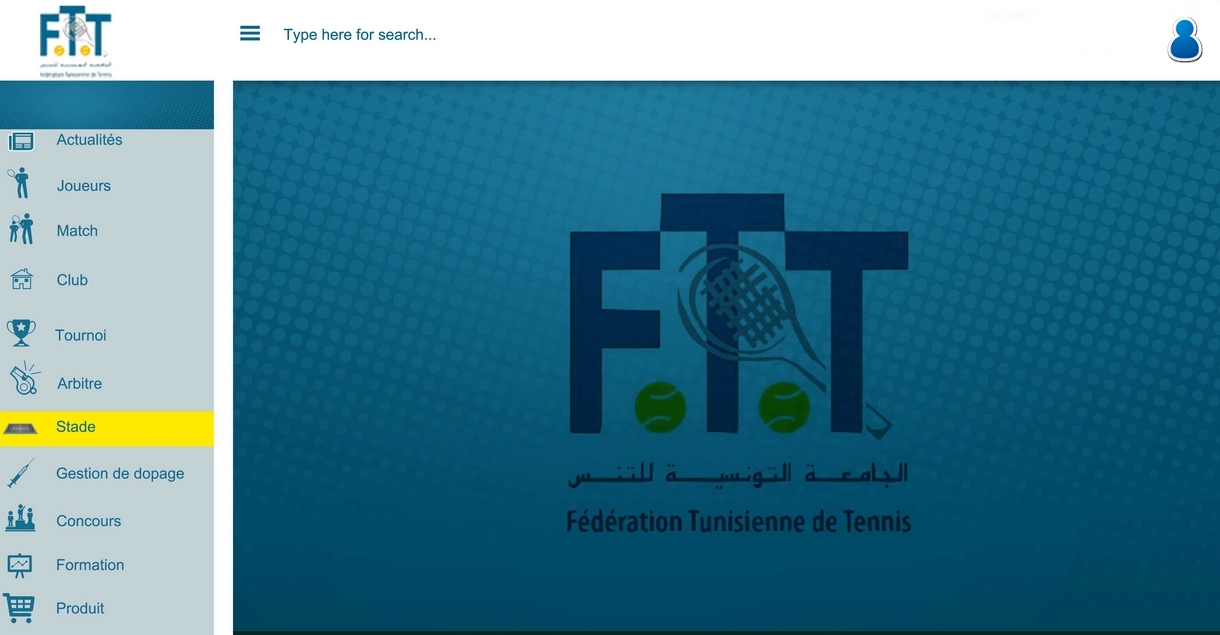 FTT
الجامعة التونسية للتنس
Fédération Tunisienne de Tennis
Type here for search...
Actualités
Joueurs
Match
Club
Tournoi
Arbitre
Stade
Gestion de dopage
Concours
Formation
Produit
F.T.T
الجامعة التونسية للتنس
Fédération Tunisienne de Tennis